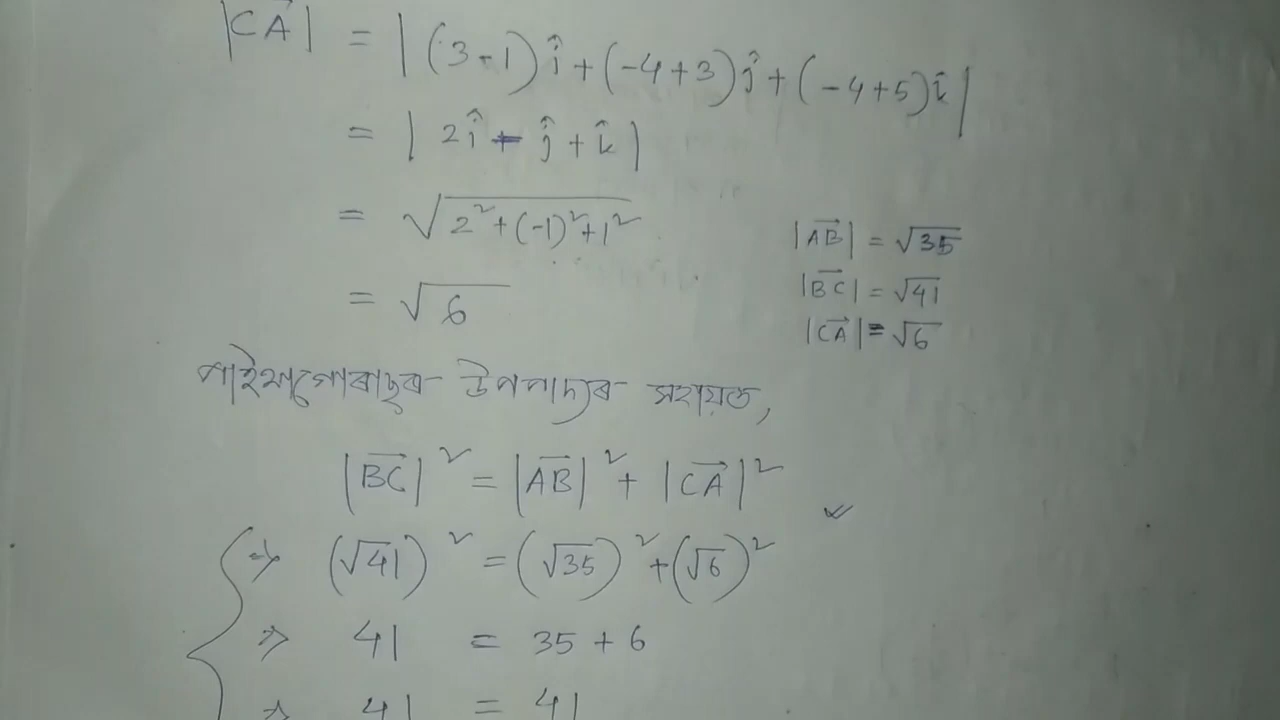 |CA⃗| = |(3-1)î + (-4+3)ĵ + (-4+5)k̂|
= | 2î - ĵ + k̂ |
= √(2² + (-1)² + 1²)
= √6
|AB⃗| = √35
|BC⃗| = √41
|CA⃗| = √6
পাইথাগোৰাছৰ উপপাদ্যৰ সহায়ত,
|BC⃗|² = |AB⃗|² + |CA⃗|²
⇒ (√41)² = (√35)² + (√6)²
⇒ 41 = 35 + 6
⇒ 41 = 41